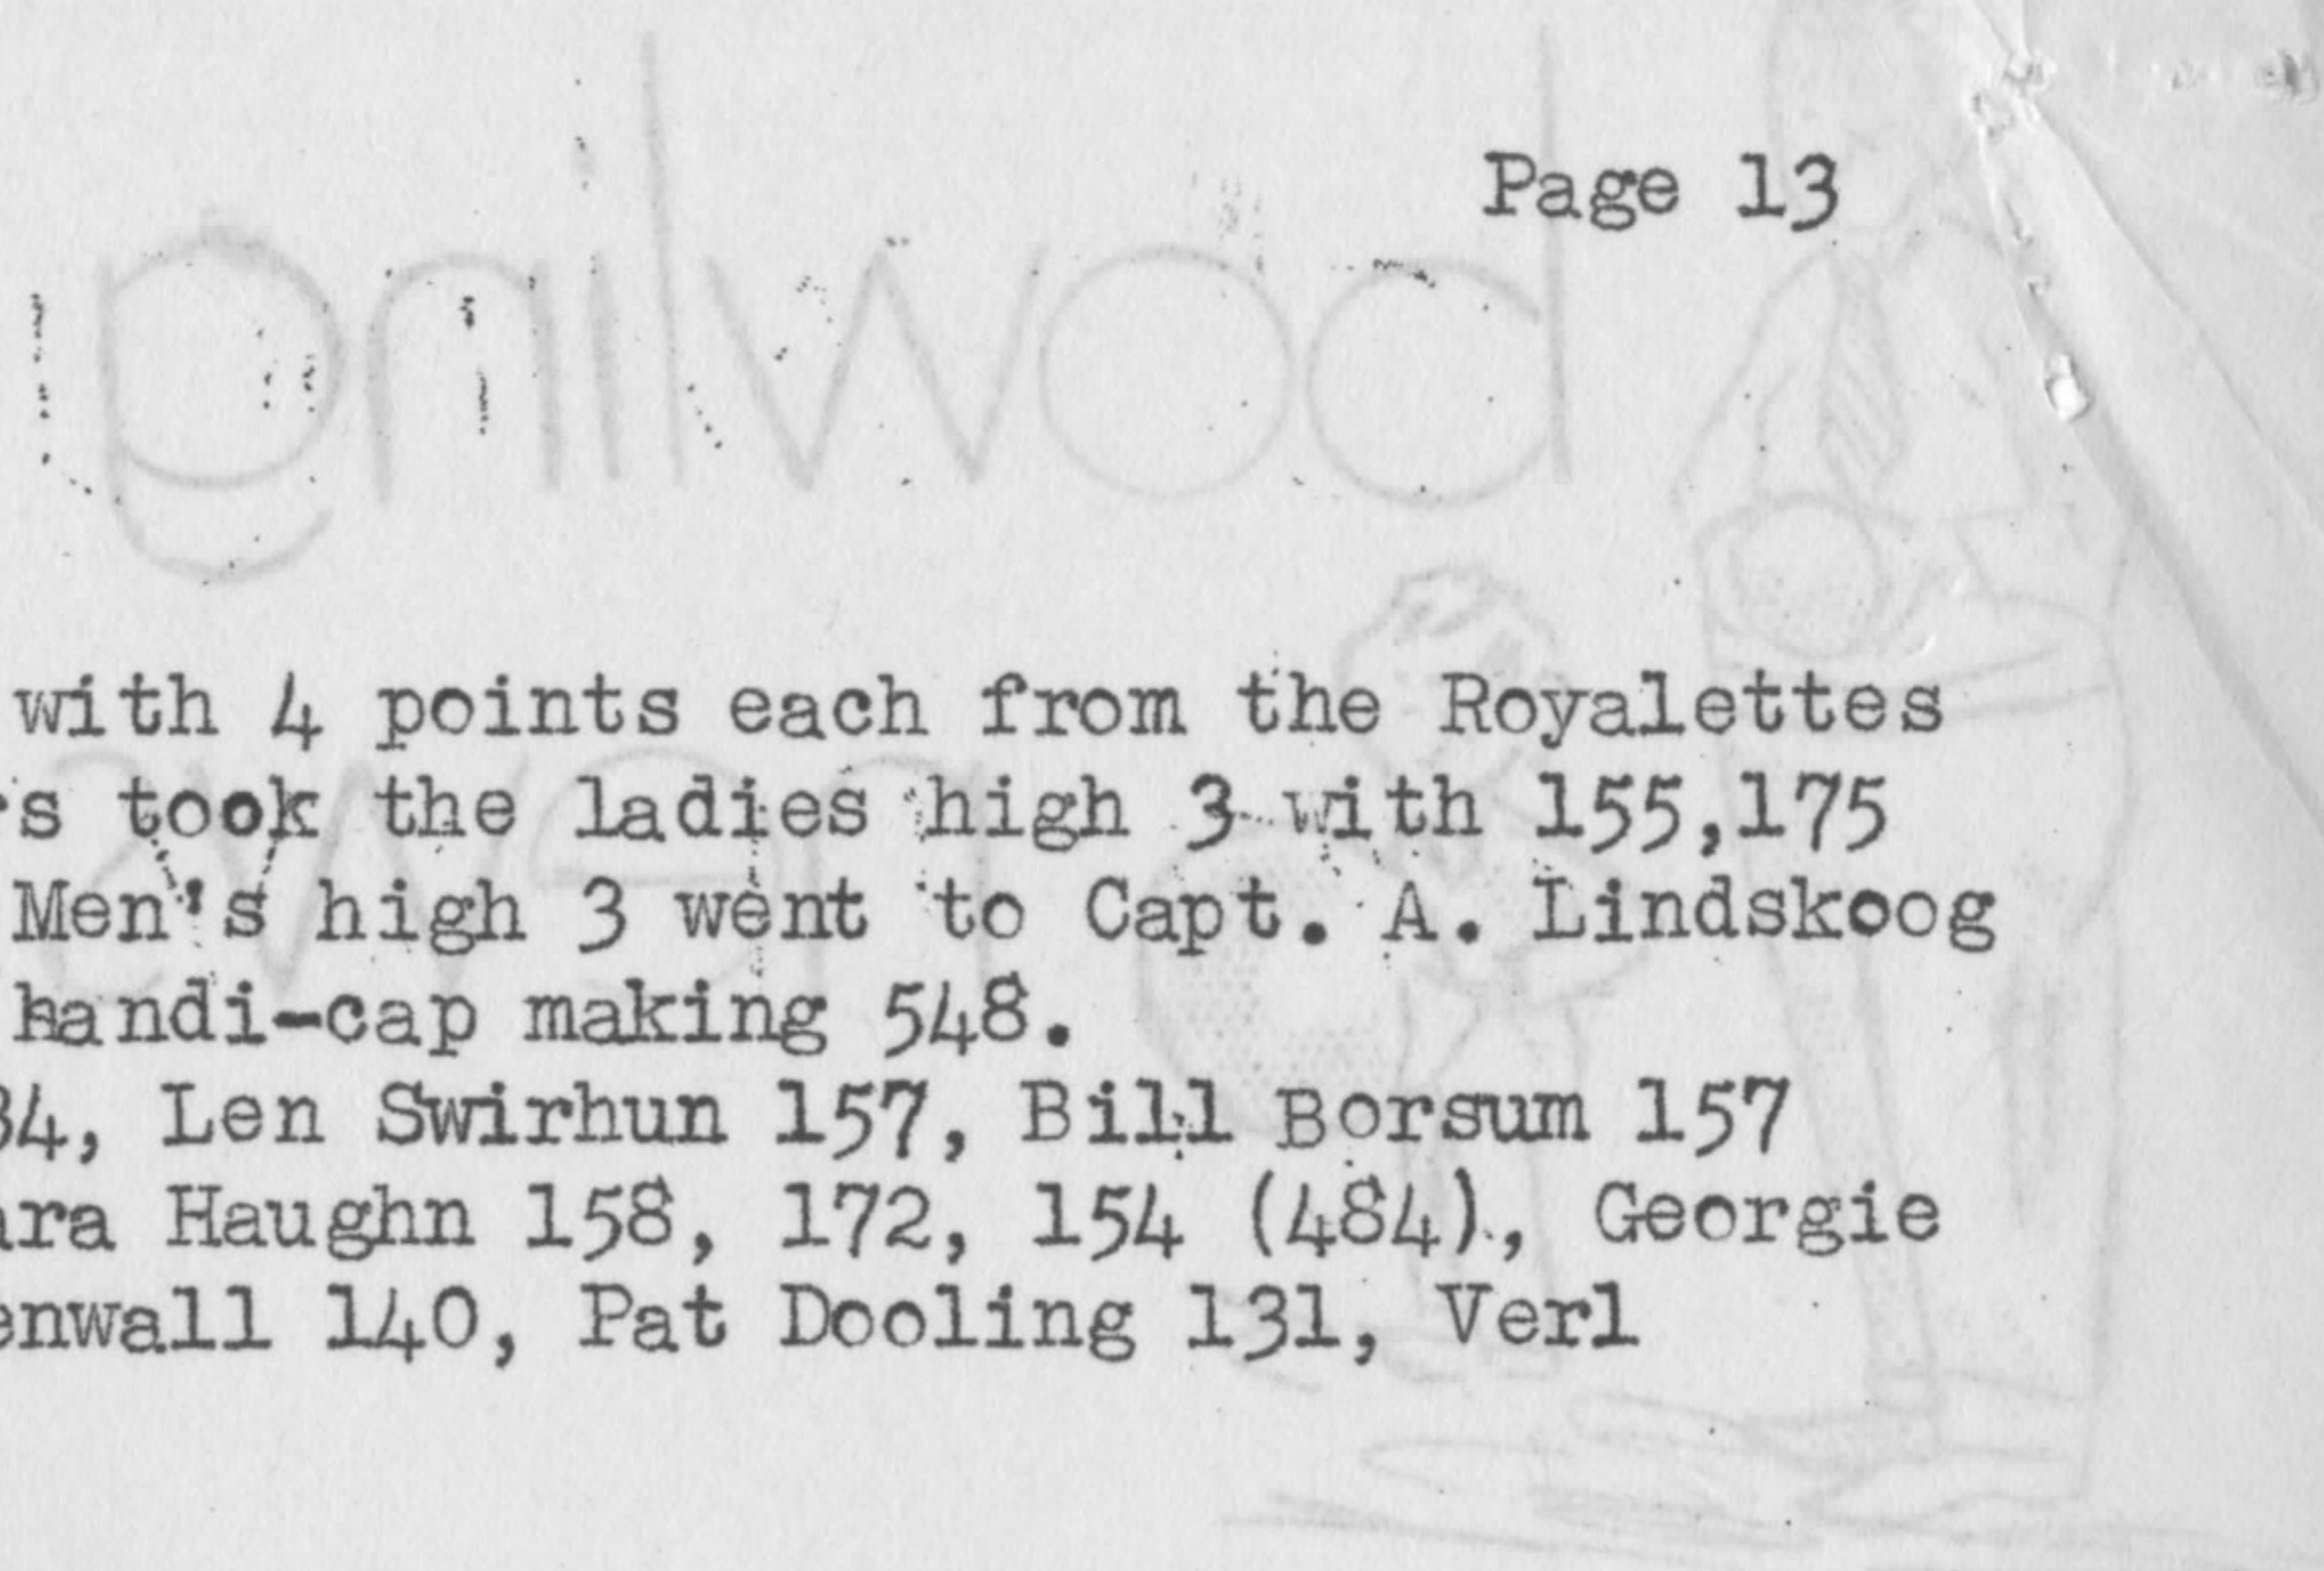 Page 13
bowling
with 4 points each from the Royalettes
s took the ladies high 3 with 155,175
news
Men's high 3 went to Capt. A. Lindskoog
handi-cap making 548.
34, Len Swirhun 157, Bill Borsum 157
ara Haughn 158, 172, 154 (484), Georgie
enwall 140, Pat Dooling 131, Verl